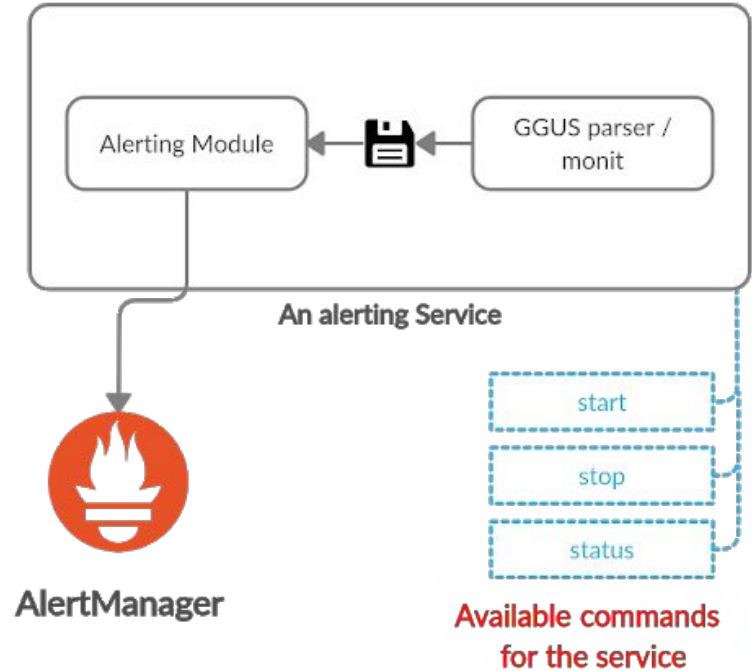 Alerting Module
GGUS parser /
monit
An alerting Service
start
stop
status
AlertManager
Available commands
for the service